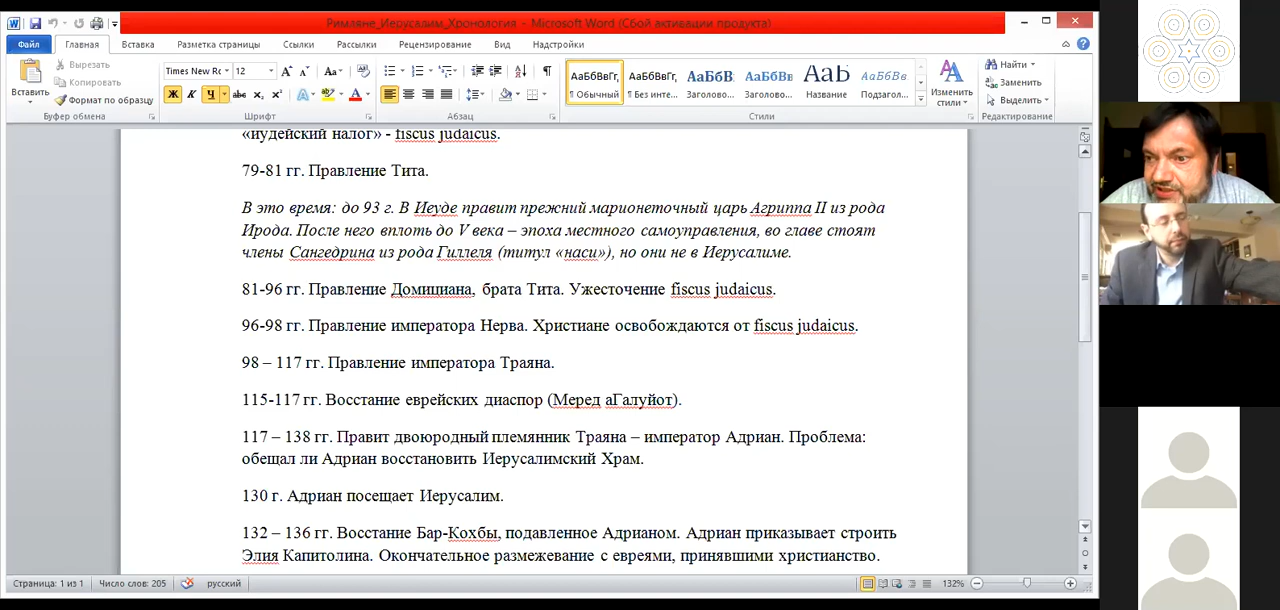 Римляне_Иерусалим_Хронология - Microsoft Word (Сбой активации продукта)
Файл Главная Вставка Разметка страницы Ссылки Рассылки Рецензирование Вид Надстройки
Вставить
Вырезать
Копировать
Формат по образцу
Буфер обмена
Times New Rc 12
Ж К Ч abc x₂ x²
Шрифт
Абзац
АаБбВвГг, АаБбВвГг, АаБбВ АаБбВв АаБ АаБбВв
¶ Обычный ¶ Без инте... Заголово... Заголово... Название Подзагол...
Стили
Изменить стили
Найти
Заменить
Выделить
Редактирование
«иудейский налог» - fiscus judaicus.
79-81 гг. Правление Тита.
В это время: до 93 г. В Иеуде правит прежний марионеточный царь Агриппа II из рода
Ирода. После него вплоть до V века – эпоха местного самоуправления, во главе стоят
члены Сангедрина из рода Гиллеля (титул «наси»), но они не в Иерусалиме.
81-96 гг. Правление Домициана, брата Тита. Ужесточение fiscus judaicus.
96-98 гг. Правление императора Нерва. Христиане освобождаются от fiscus judaicus.
98 – 117 гг. Правление императора Траяна.
115-117 гг. Восстание еврейских диаспор (Меред аГалуйот).
117 – 138 гг. Правит двоюродный племянник Траяна – император Адриан. Проблема:
обещал ли Адриан восстановить Иерусалимский Храм.
130 г. Адриан посещает Иерусалим.
132 – 136 гг. Восстание Бар-Кохбы, подавленное Адрианом. Адриан приказывает строить
Элия Капитолина. Окончательное размежевание с евреями, принявшими христианство.
Страница: 1 из 1 Число слов: 205 русский 132%